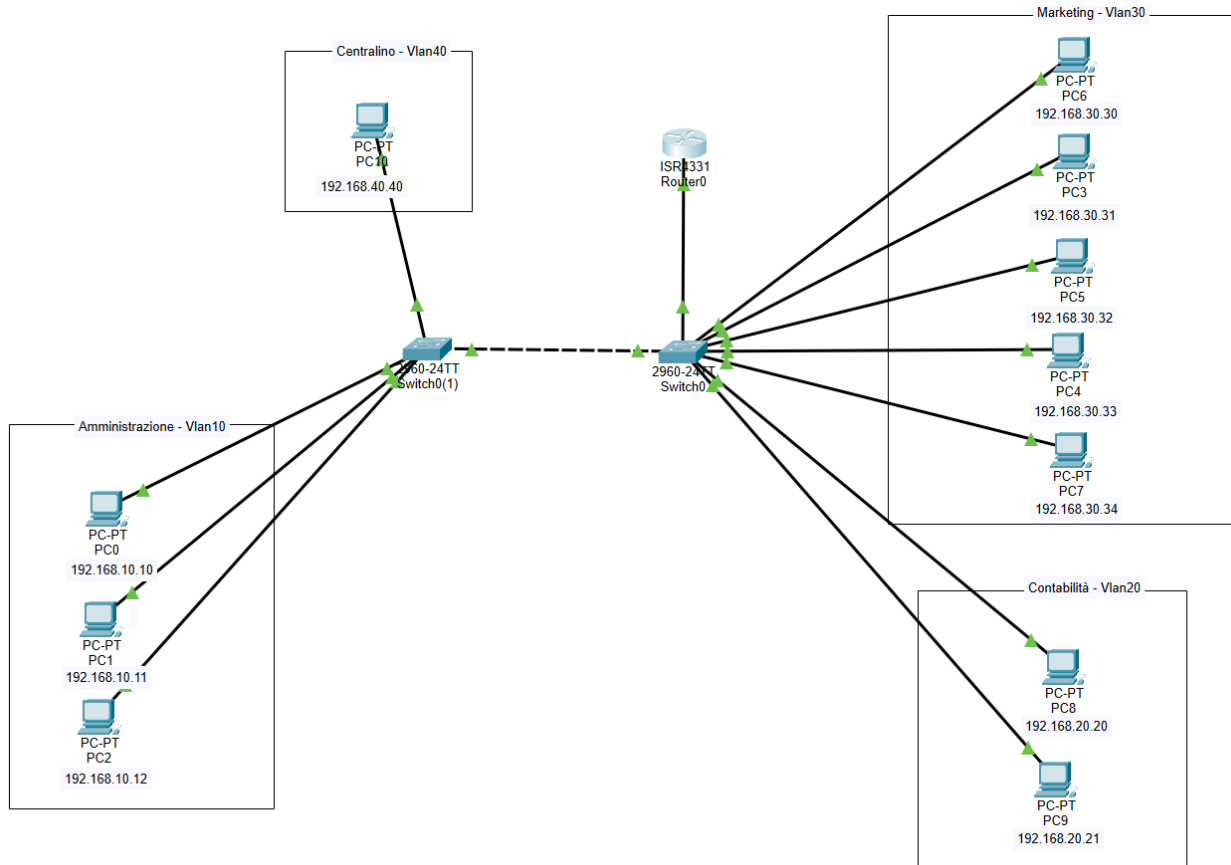 Centralino - Vlan40
PC-PT
PC10
192.168.40.40
ISR4331
Router0
Marketing - Vlan30
PC-PT
PC6
192.168.30.30
PC-PT
PC3
192.168.30.31
PC-PT
PC5
192.168.30.32
PC-PT
PC4
192.168.30.33
PC-PT
PC7
192.168.30.34
2960-24TT
Switch0(1)
2960-24TT
Switch0
Amministrazione - Vlan10
PC-PT
PC0
192.168.10.10
PC-PT
PC1
192.168.10.11
PC-PT
PC2
192.168.10.12
Contabilità - Vlan20
PC-PT
PC8
192.168.20.20
PC-PT
PC9
192.168.20.21